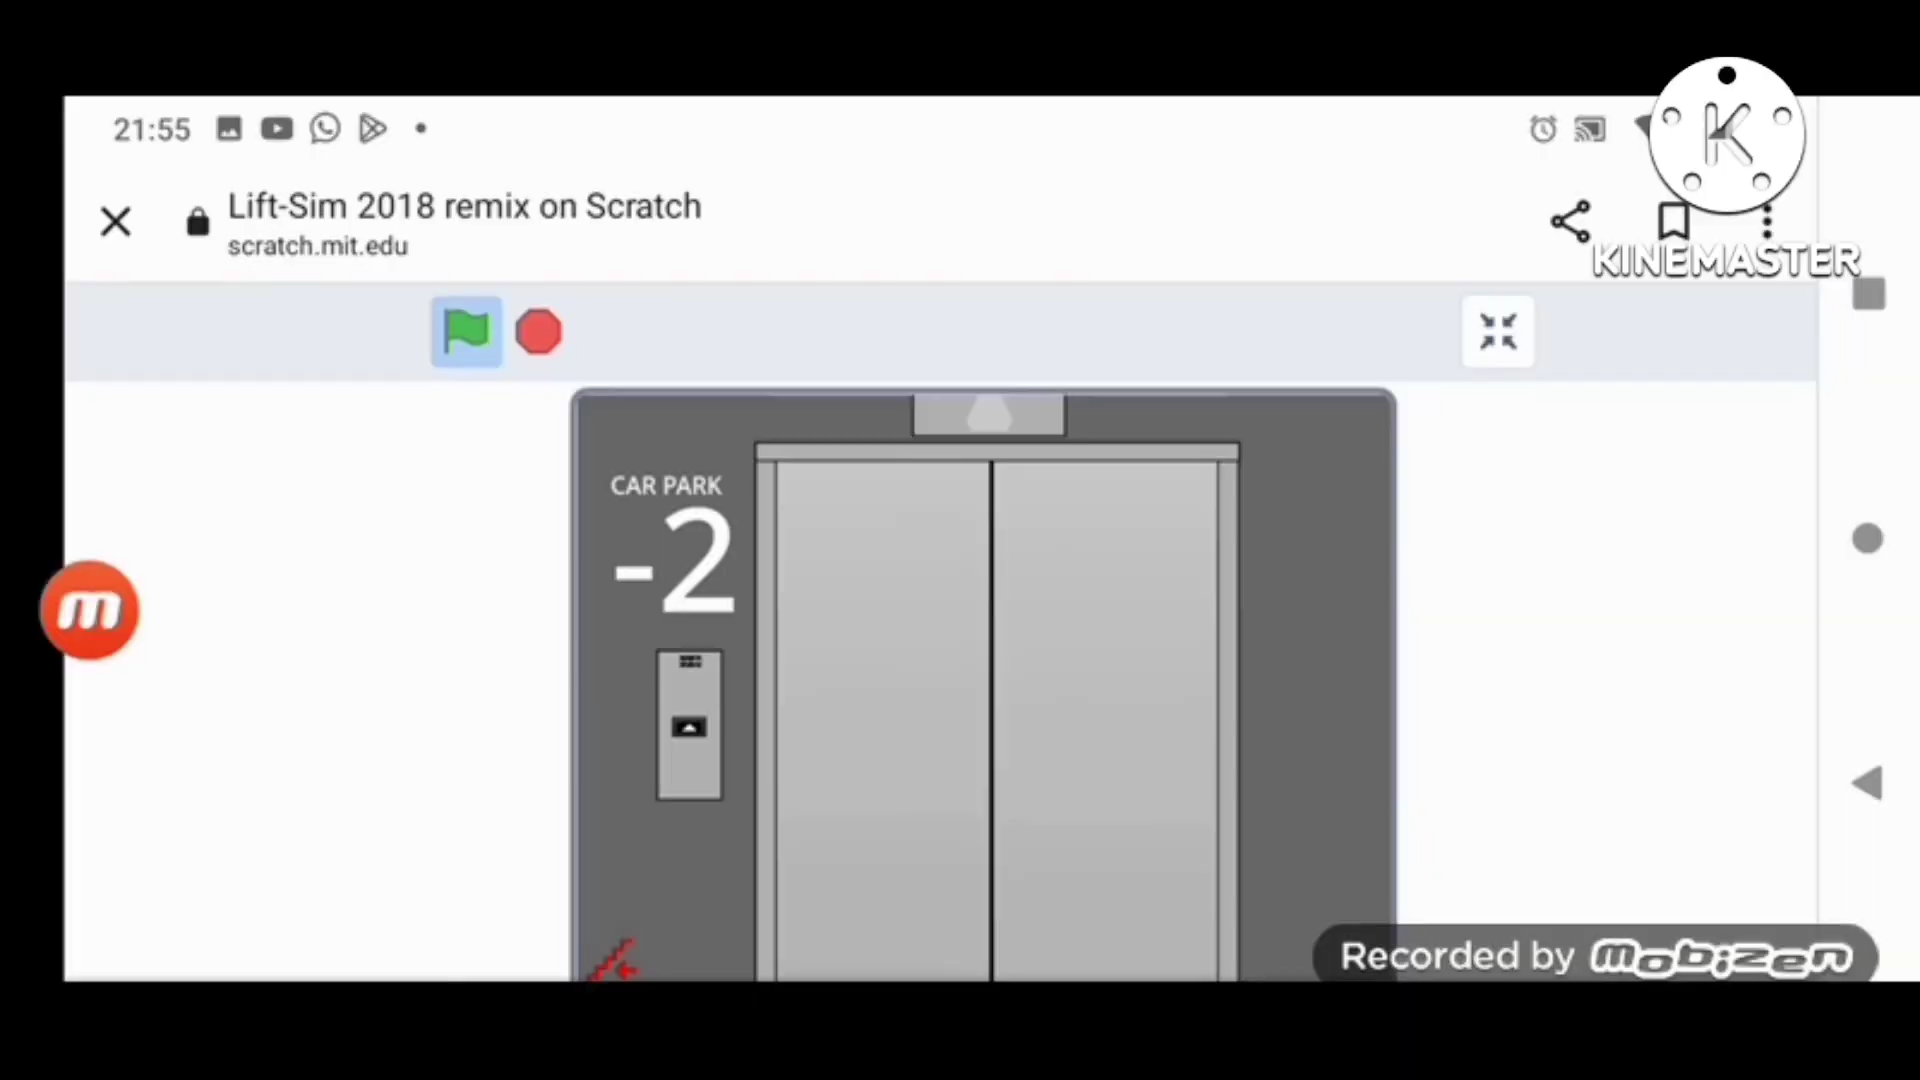 21:55
Lift-Sim 2018 remix on Scratch
scratch.mit.edu
K
KINEMASTER
CAR PARK
-2
m
Recorded by Mobizen